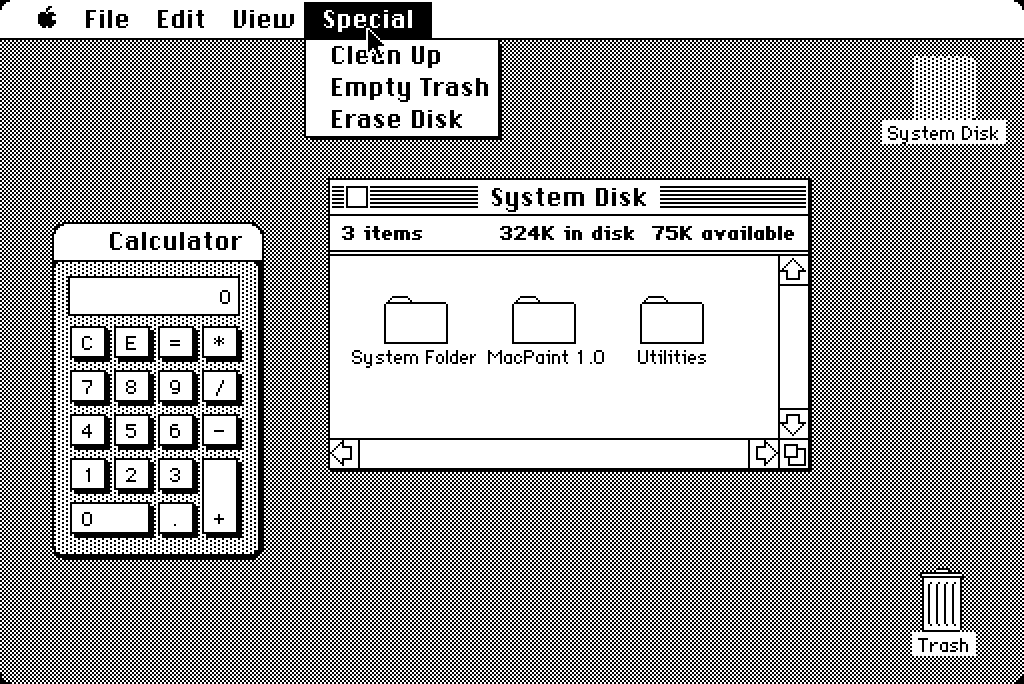 File Edit View Special
Clean Up
Empty Trash
Erase Disk
System Disk
System Disk
3 items 324K in disk 75K available
System Folder MacPaint 1.0 Utilities
Calculator
0
C E = *
7 8 9 /
4 5 6 -
1 2 3
0 . +
Trash